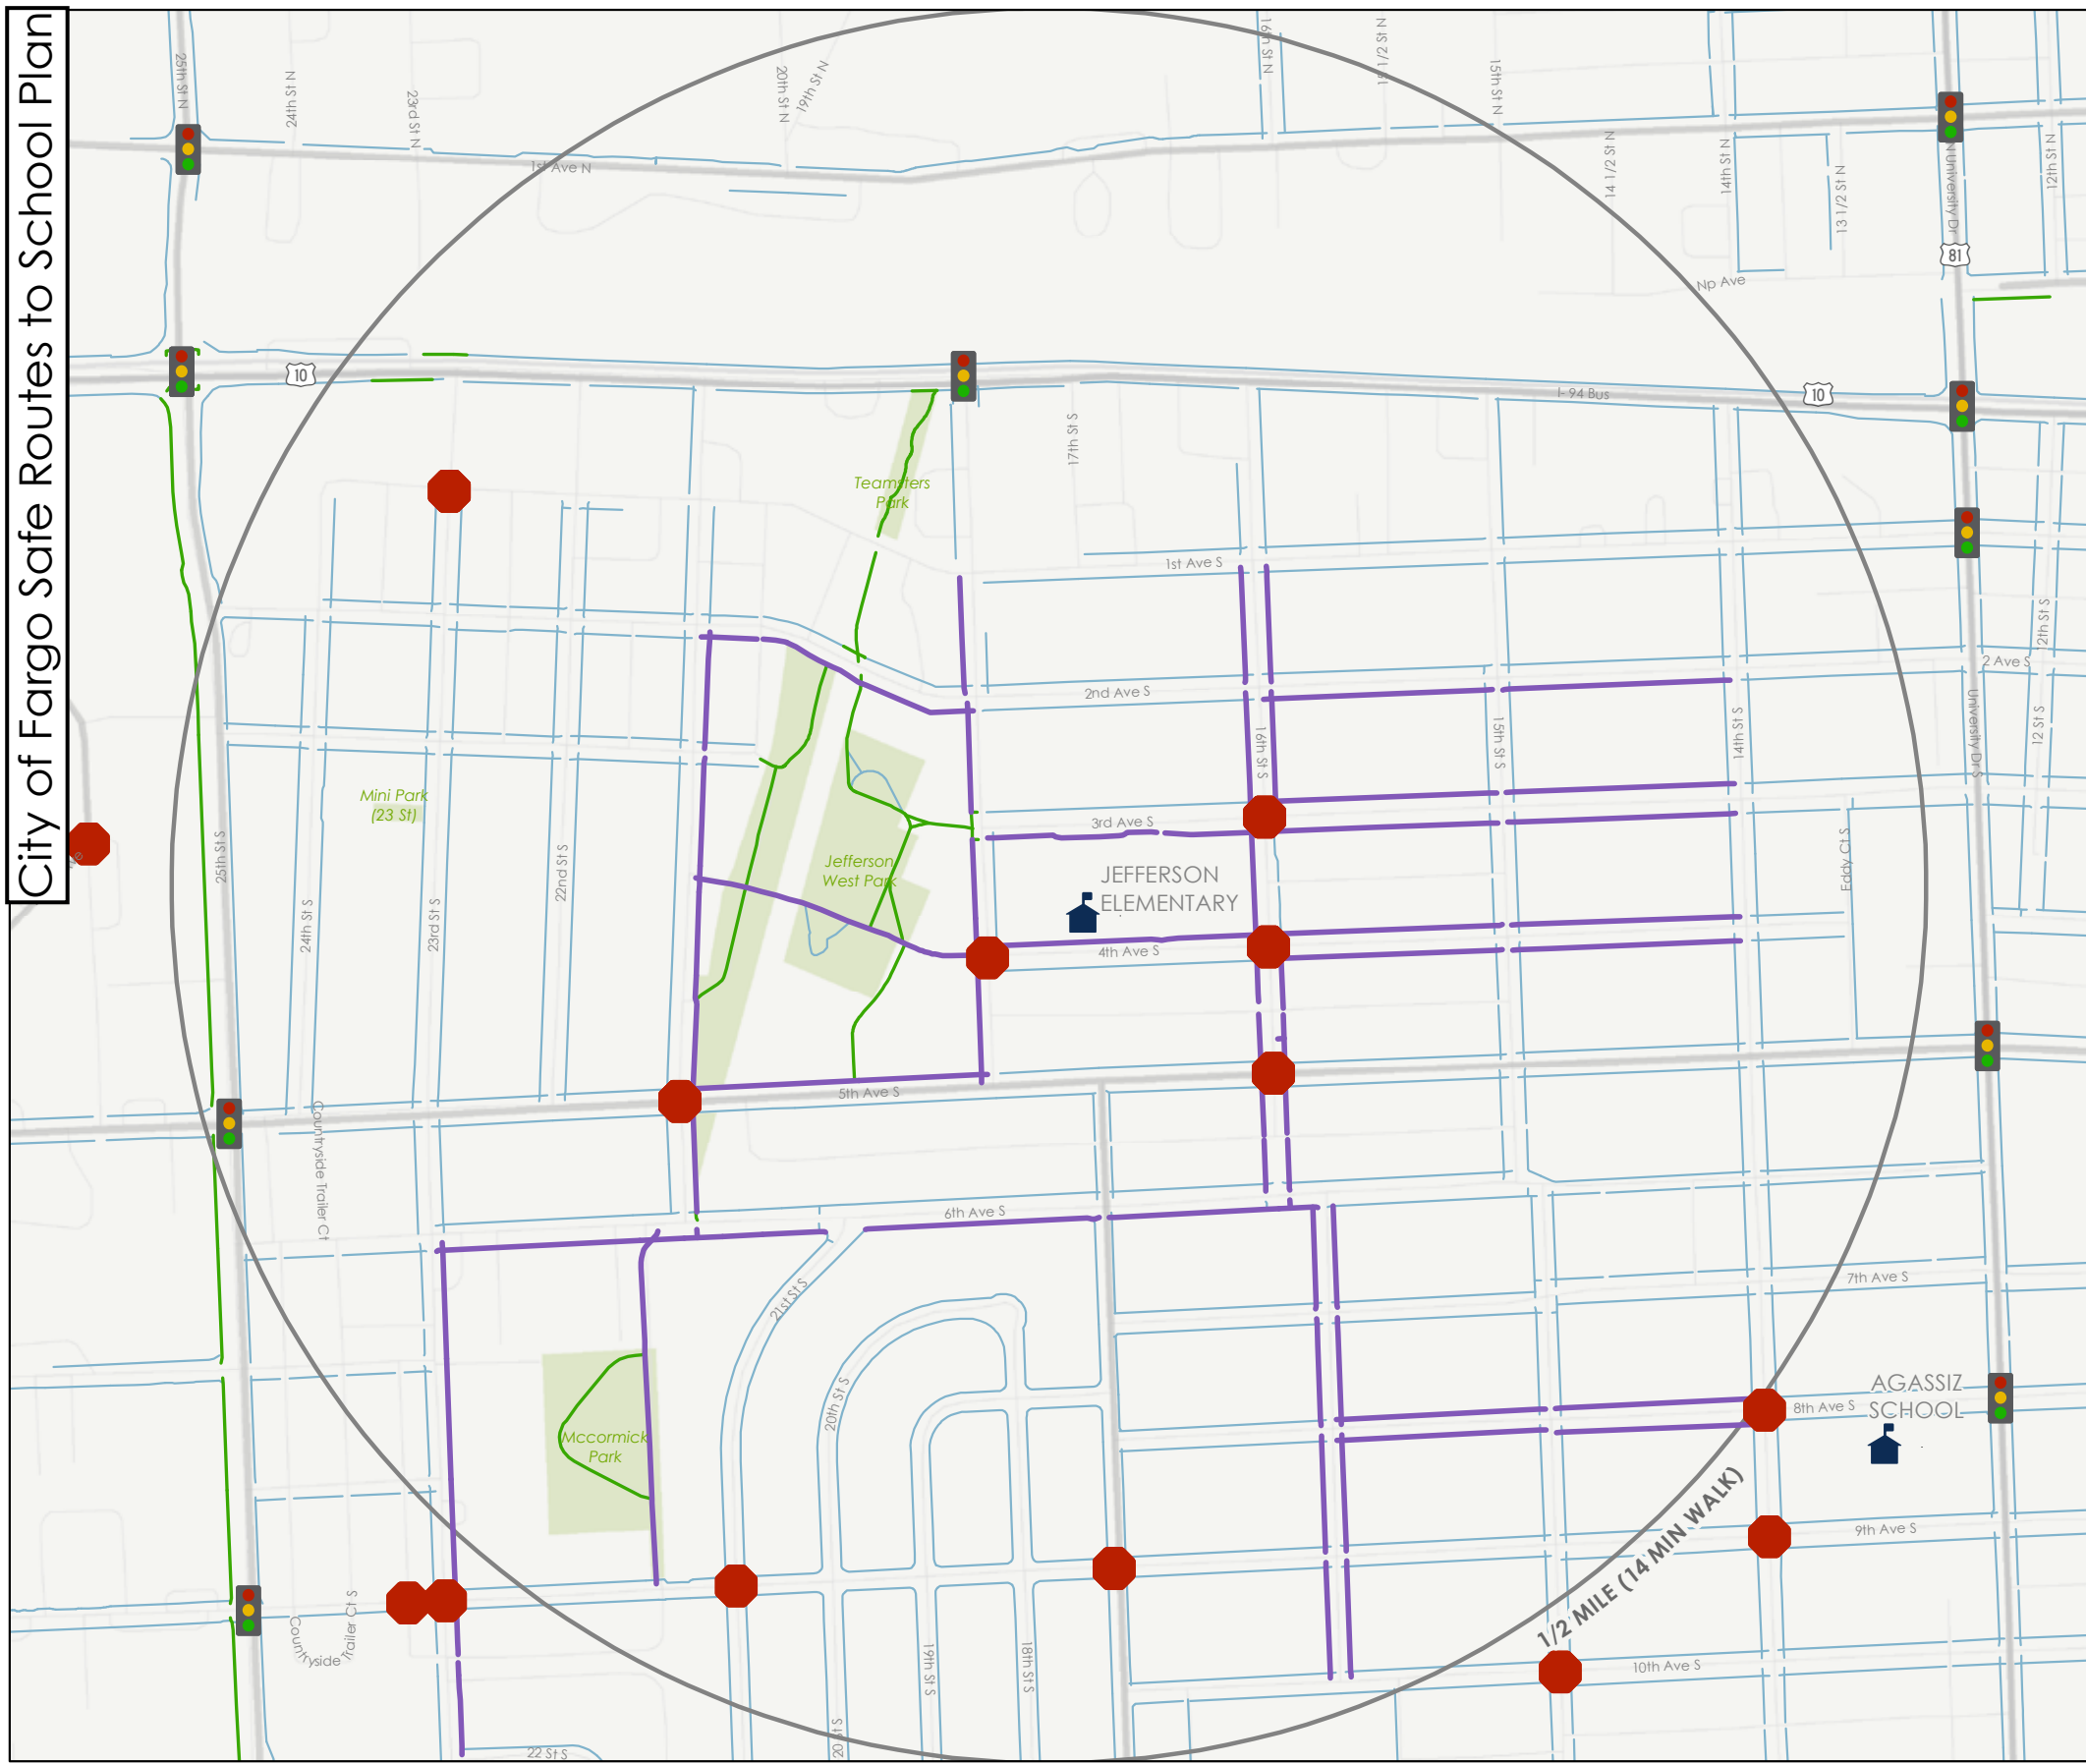 City of Fargo Safe Routes to School Plan
25th St N
24th St N
23rd St N
20th St N
19th St N
16th St N
15 1/2 St N
15th St N
14 1/2 St N
14th St N
13 1/2 St N
N University Dr
12th St N
1st Ave N
81
Np Ave
10
I- 94 Bus
10
17th St S
Teamsters
Park
1st Ave S
12th St S
2 Ave S
2nd Ave S
University Dr S
12 St S
14th St S
15th St S
16th St S
Mini Park
(23 St)
3rd Ave S
25th St S
22nd St S
Jefferson
West Park
JEFFERSON
ELEMENTARY
Eddy Ct S
24th St S
23rd St S
4th Ave S
5th Ave S
Countryside Trailer Ct
6th Ave S
7th Ave S
21st St S
20th St S
AGASSIZ
SCHOOL
8th Ave S
Mccormick
Park
1/2 MILE (14 MIN WALK)
9th Ave S
Countryside Trailer Ct S
19th St S
18th St S
10th Ave S
20 St S
22 St S